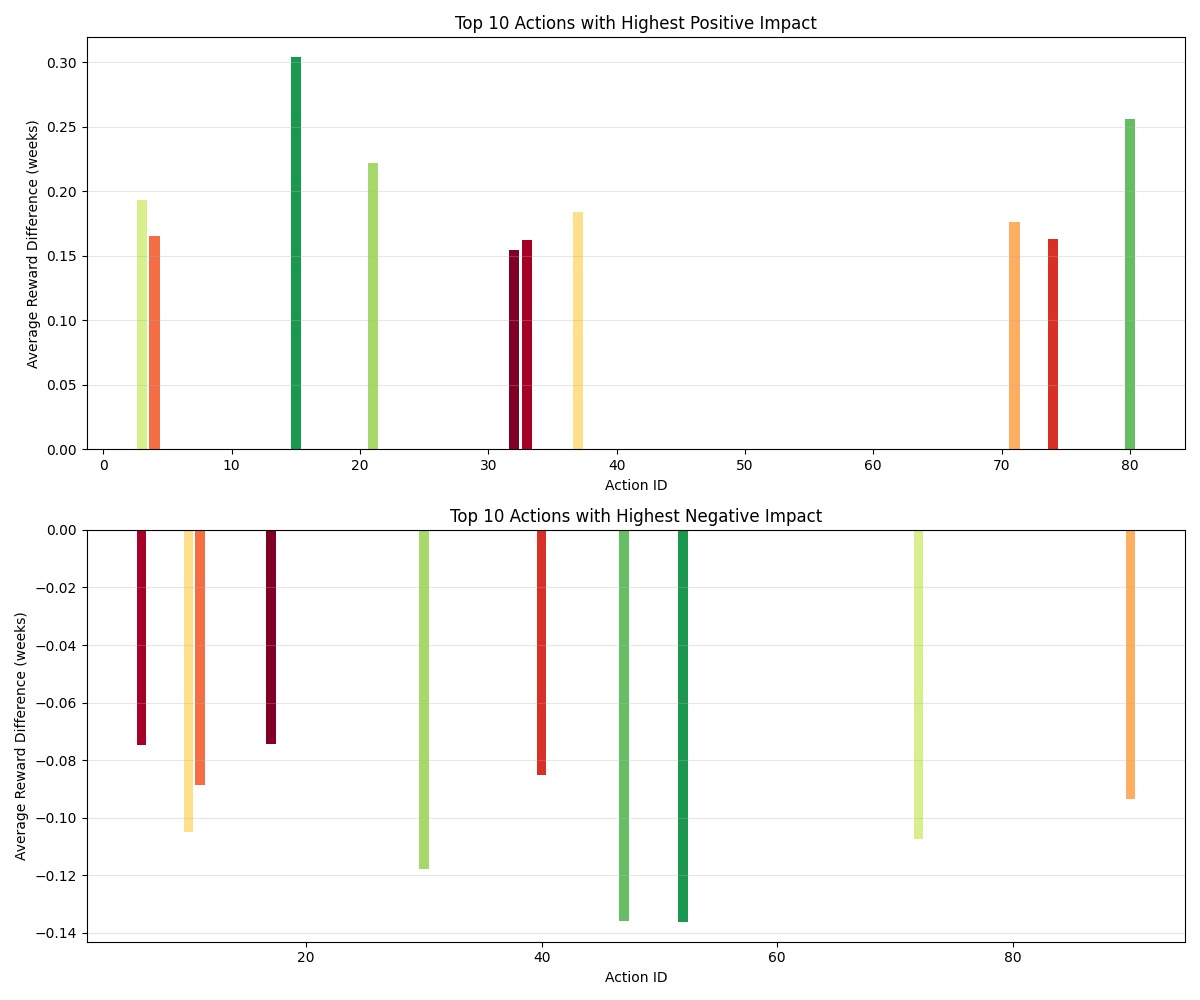 Top 10 Actions with Highest Positive Impact
Average Reward Difference (weeks)
0.30
0.25
0.20
0.15
0.10
0.05
0.00
0 10 20 30 40 50 60 70 80
Action ID
Top 10 Actions with Highest Negative Impact
Average Reward Difference (weeks)
0.00
−0.02
−0.04
−0.06
−0.08
−0.10
−0.12
−0.14
20 40 60 80
Action ID